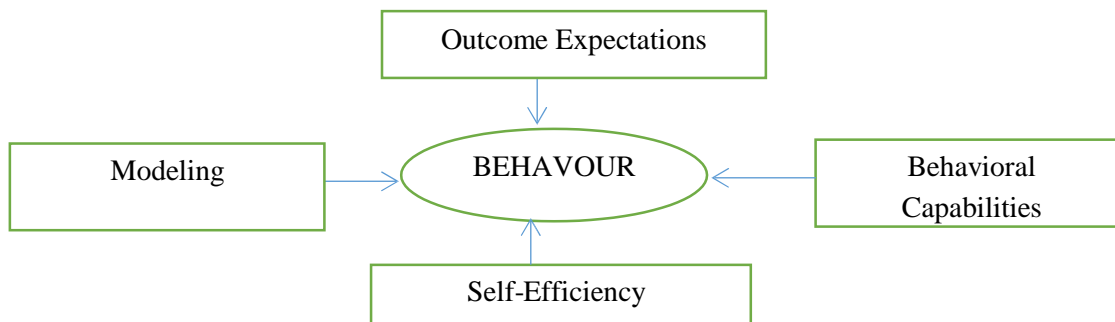 Outcome Expectations
Modeling
BEHAVOUR
Behavioral
Capabilities
Self-Efficiency